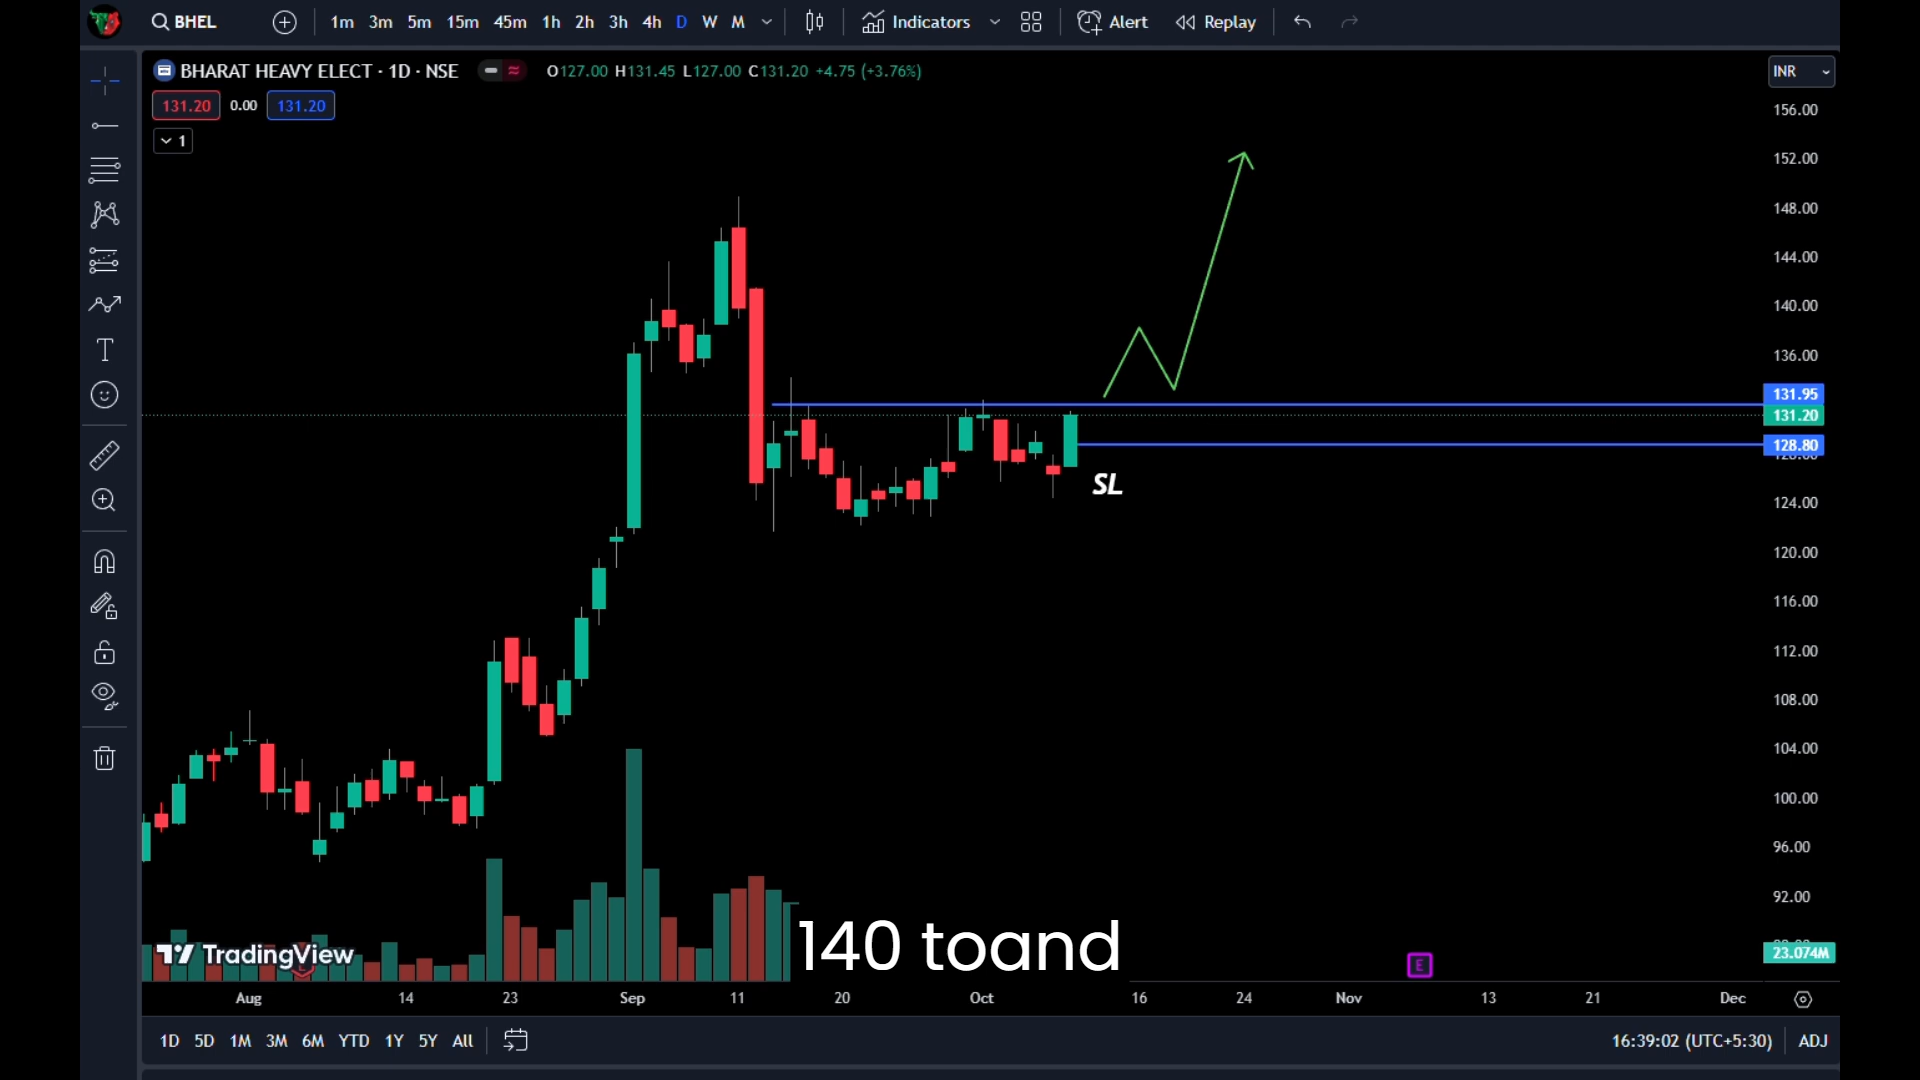 BHEL 1m 3m 5m 15m 45m 1h 2h 3h 4h D W M Indicators Alert Replay
BHARAT HEAVY ELECT · 1D · NSE O127.00 H131.45 L127.00 C131.20 +4.75 (+3.76%) INR
131.20 0.00 131.20
1
156.00
152.00
148.00
144.00
140.00
136.00
131.95
131.20
128.80
SL
124.00
120.00
116.00
112.00
108.00
104.00
100.00
96.00
92.00
140 toand
TradingView
E
23.074M
Aug 14 23 Sep 11 20 Oct 16 24 Nov 13 21 Dec
1D 5D 1M 3M 6M YTD 1Y 5Y All 16:39:02 (UTC+5:30) ADJ